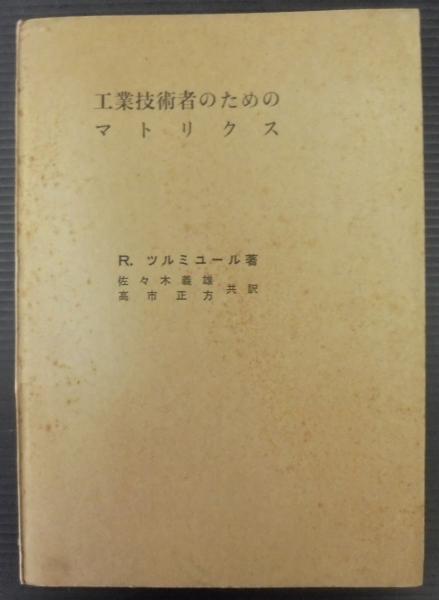 工業技術者のための
マトリクス
R. ツルミユール著
佐々木義雄
高市正方 共訳